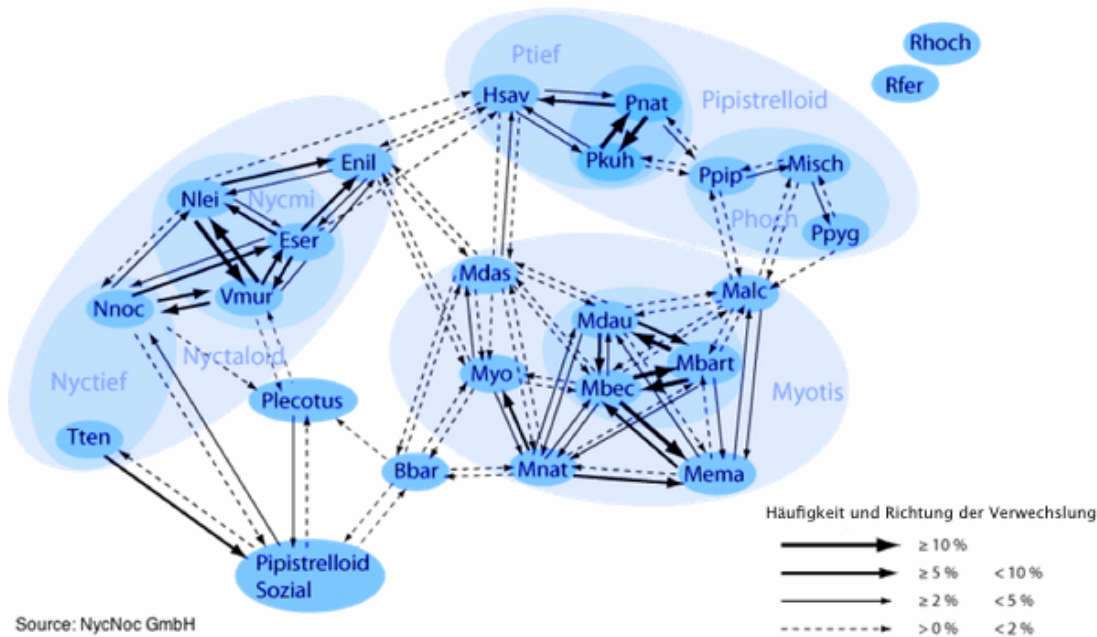 Rhoch
Ptief
Rfer
Hsav
Pnat
Pipistrelloid
Enil
Pkuh
Ppip
Misch
Nlei
Nycmi
Phoch
Ppyg
Eser
Mdas
Malc
Nnoc
Vmur
Mdau
Nyctaloid
Mbart
Nyctief
Myo
Mbec
Myotis
Plecotus
Tten
Bbar
Mnat
Mema
Häufigkeit und Richtung der Verwechslung
≥ 10 %
Pipistrelloid
Sozial
≥ 5 % < 10 %
≥ 2 % < 5 %
Source: NycNoc GmbH
> 0 % < 2 %